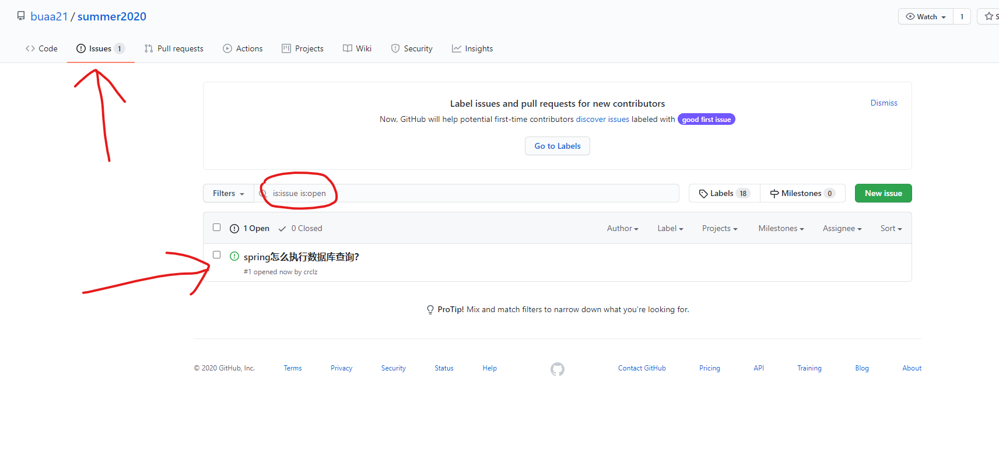 buaa21 / summer2020
Watch 1 S
Code Issues 1 Pull requests Actions Projects Wiki Security Insights
Label issues and pull requests for new contributors
Dismiss
Now, GitHub will help potential first-time contributors discover issues labeled with good first issue
Go to Labels
Filters is:issue is:open Labels 18 Milestones 0 New issue
1 Open 0 Closed Author Label Projects Milestones Assignee Sort
spring怎么执行数据库查询?
#1 opened now by crclz
ProTip! Mix and match filters to narrow down what you're looking for.
© 2020 GitHub, Inc. Terms Privacy Security Status Help Contact GitHub Pricing API Training Blog About